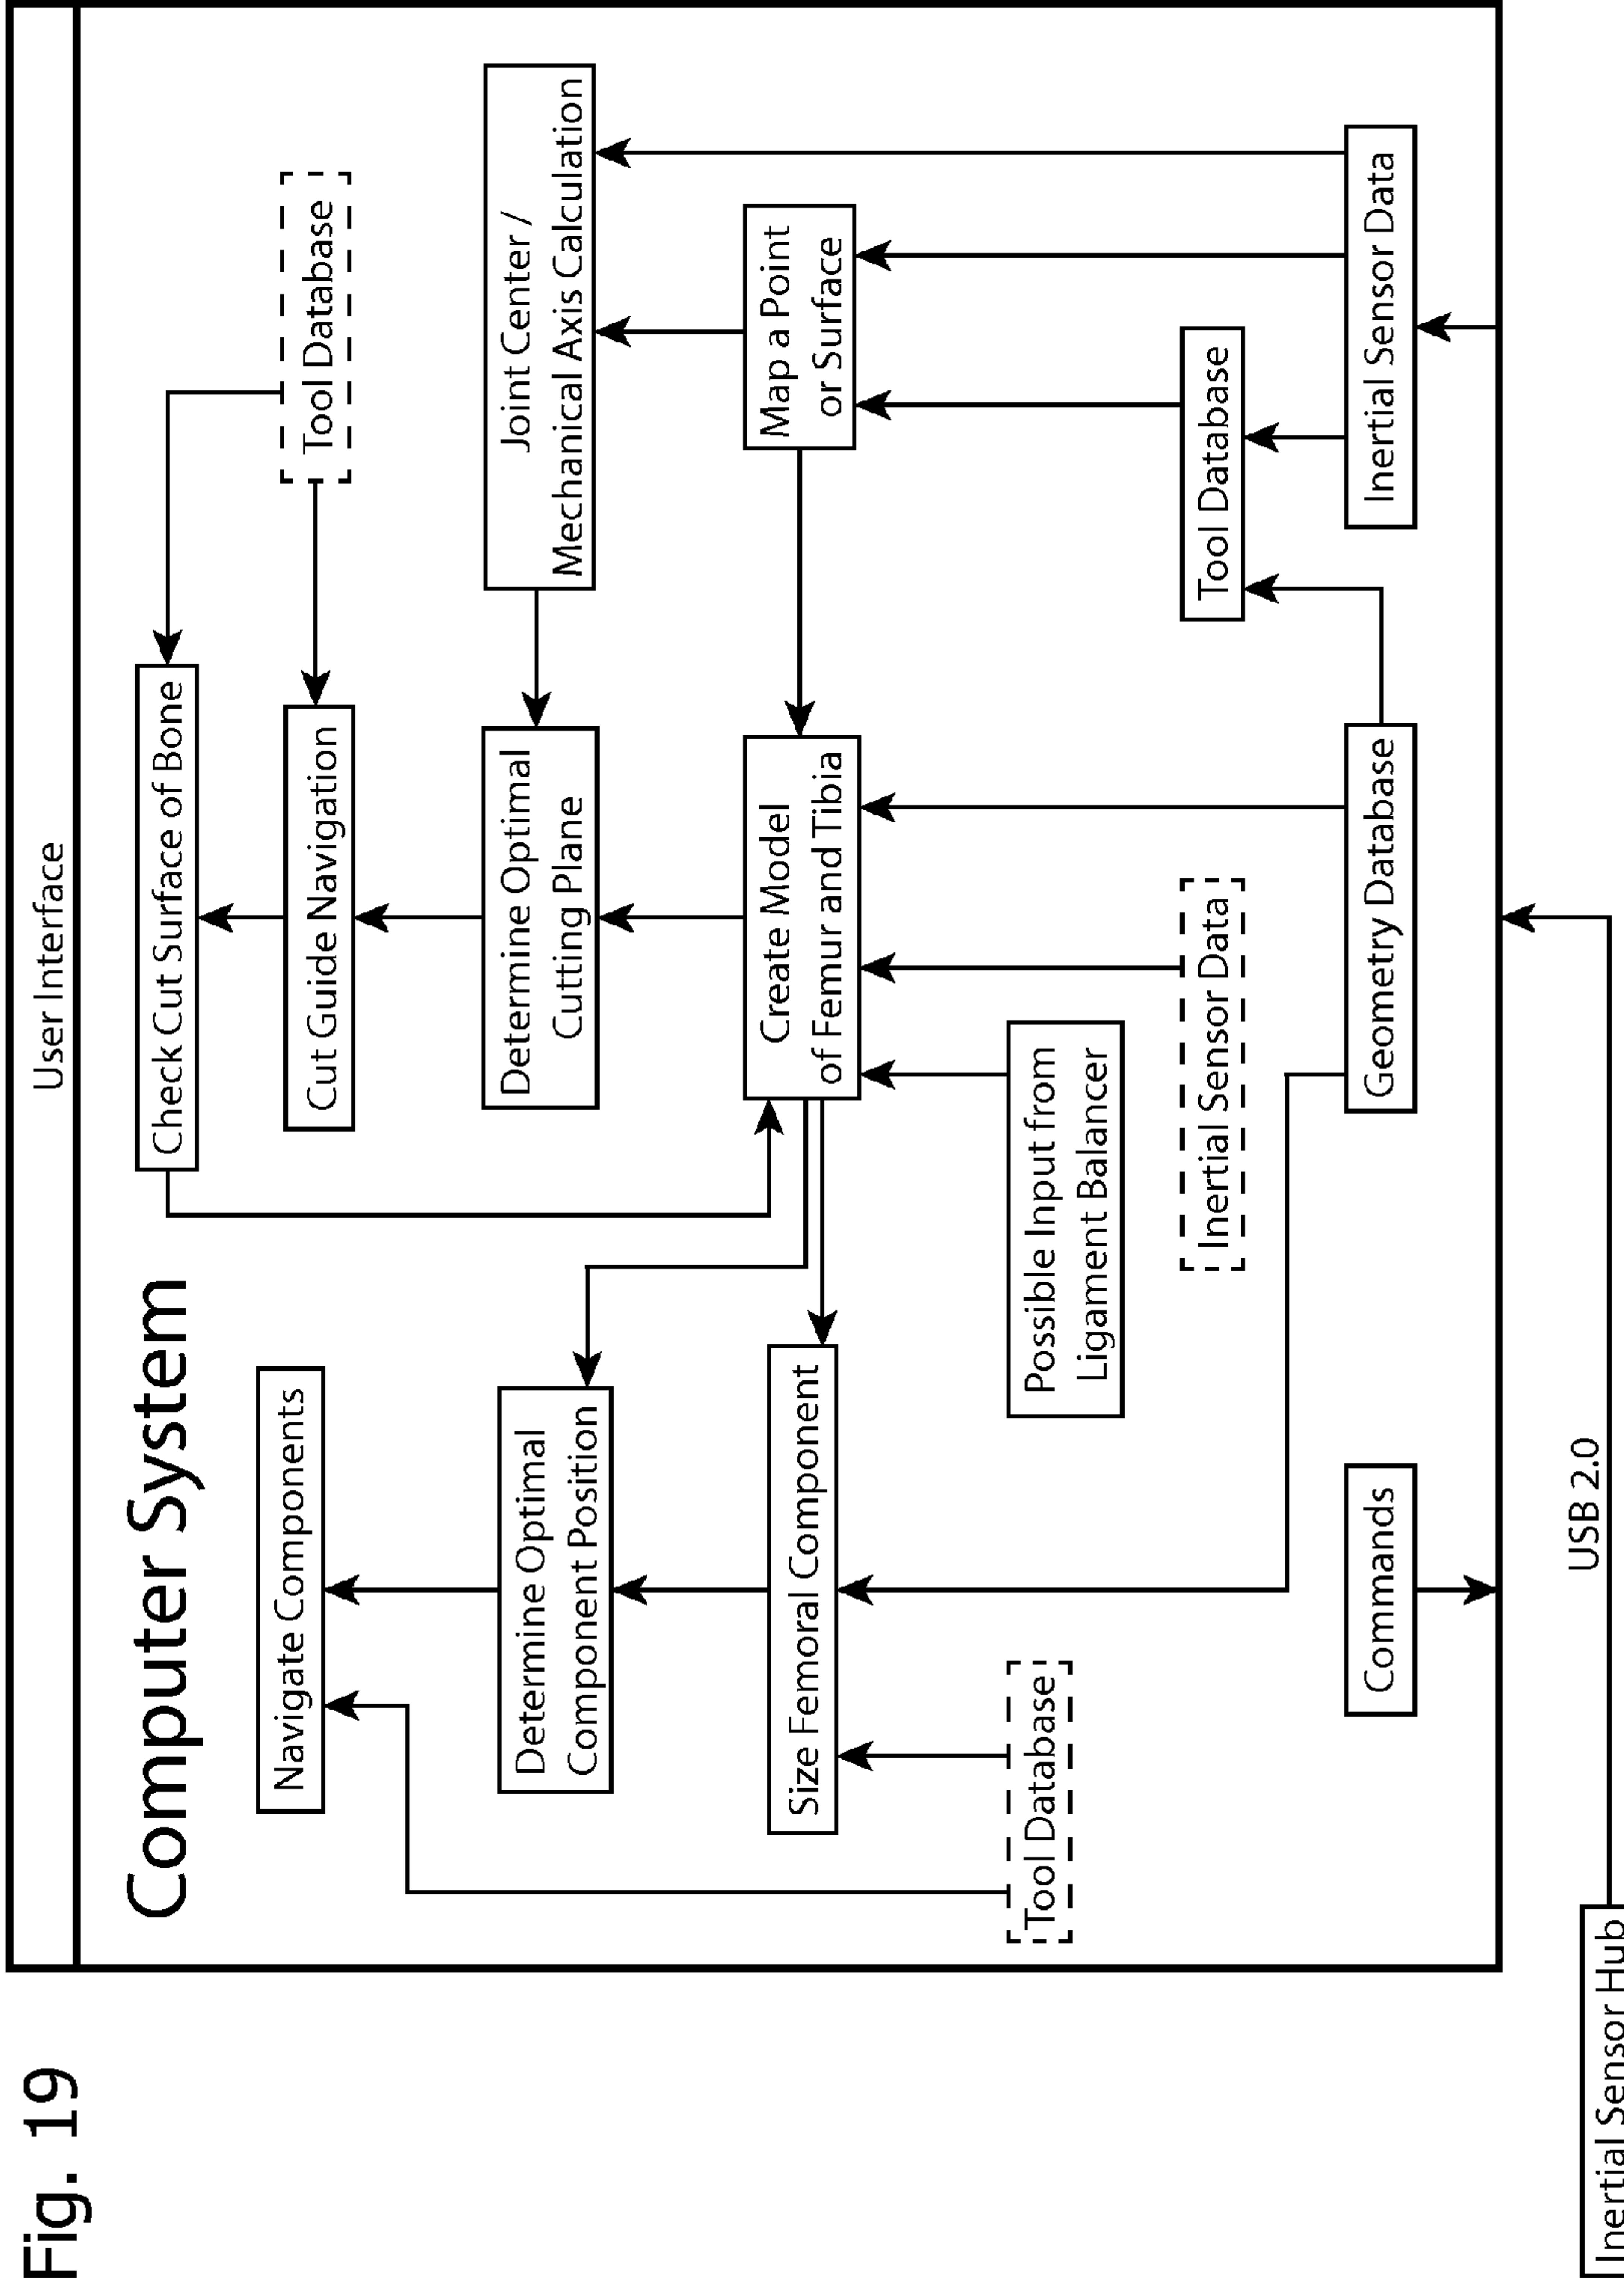 Fig. 19
User Interface
Computer System
Navigate Components
Check Cut Surface of Bone
Tool Database
Cut Guide Navigation
Determine Optimal
Component Position
Determine Optimal
Cutting Plane
Joint Center /
Mechanical Axis Calculation
Size Femoral Component
Create Model
of Femur and Tibia
Map a Point
or Surface
Tool Database
Possible Input from
Ligament Balancer
Inertial Sensor Data
Tool Database
Commands
Geometry Database
Inertial Sensor Data
USB 2.0
Inertial Sensor Hub